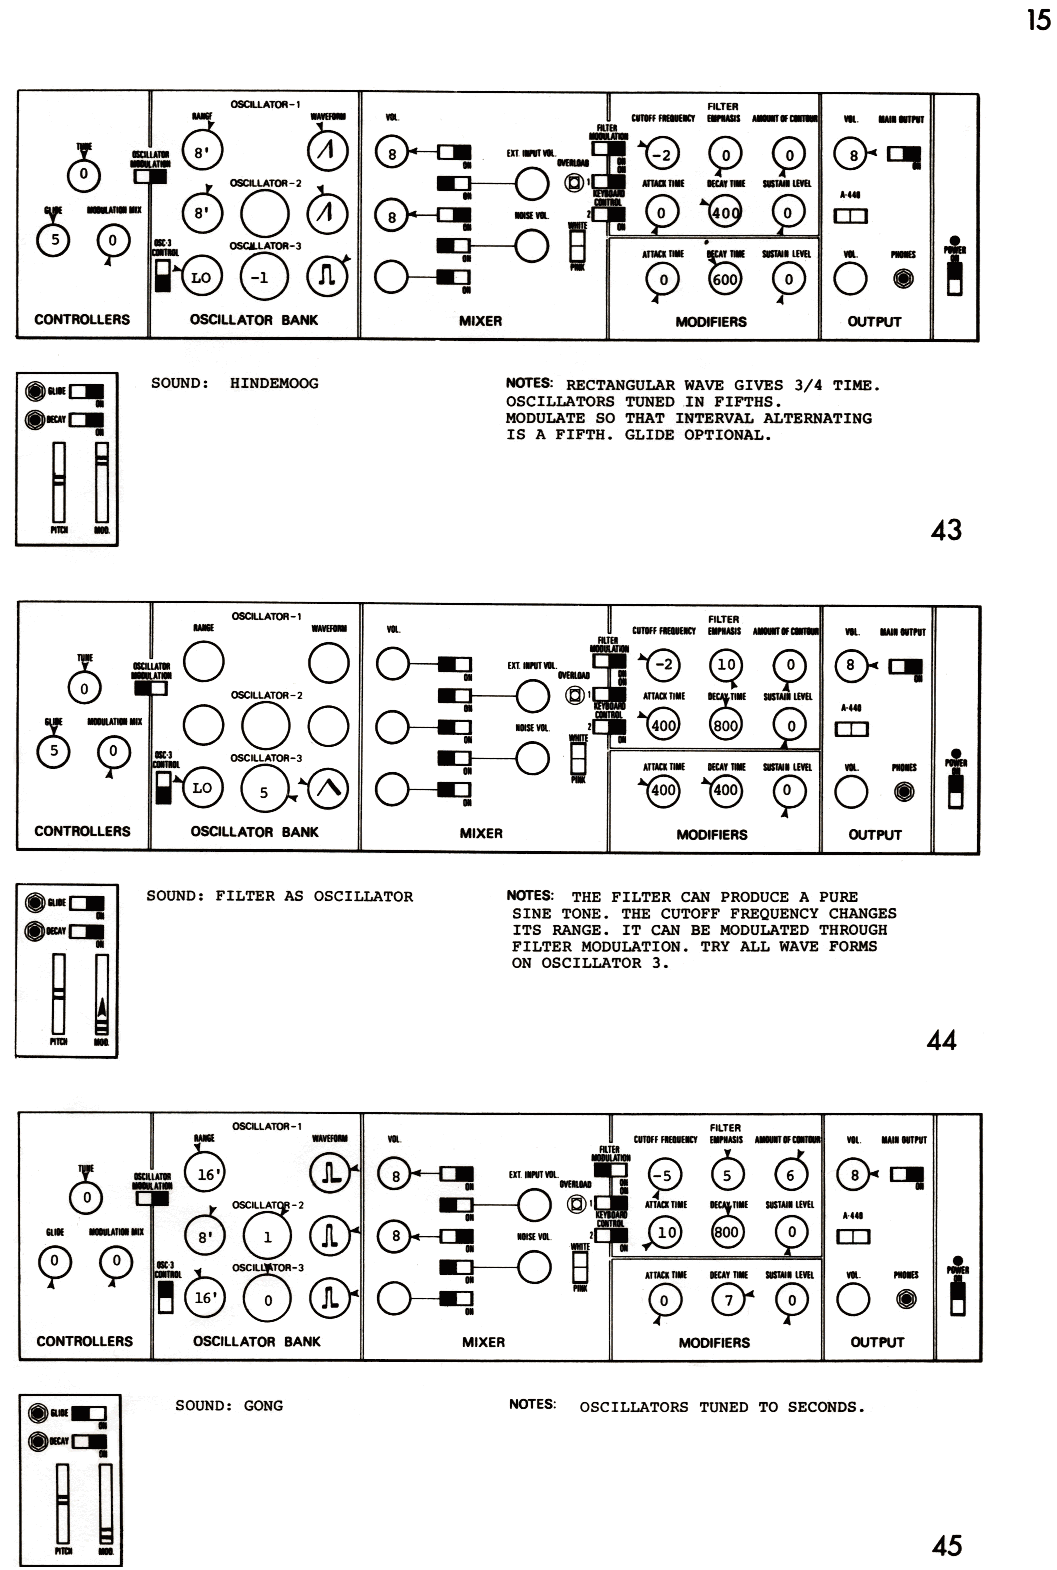 15
OSCILLATOR-1
RANGE WAVEFORM
VOL.
FILTER
CUTOFF FREQUENCY EMPHASIS AMOUNT OF CONTOUR
VOL. MAIN OUTPUT
TUNE
0
OSCILLATOR MODULATION
8'
8
ON
EXT. INPUT VOL.
OVERLOAD
FILTER MODULATION
ON
-2 0 0
8
ON
OSCILLATOR-2
8'
1
ON
KEYBOARD CONTROL
2
ON
ATTACK TIME DECAY TIME SUSTAIN LEVEL
0 400 0
A-440
GLIDE MODULATION MIX
5 0
8
ON
NOISE VOL.
WHITE
PINK
OSC-3 CONTROL
OSCILLATOR-3
LO -1
ON
ATTACK TIME DECAY TIME SUSTAIN LEVEL
0 600 0
VOL. PHONES
POWER
ON
CONTROLLERS OSCILLATOR BANK MIXER MODIFIERS OUTPUT
GLIDE
ON
DECAY
ON
PITCH MOD.
SOUND: HINDEMOOG
NOTES: RECTANGULAR WAVE GIVES 3/4 TIME.
OSCILLATORS TUNED IN FIFTHS.
MODULATE SO THAT INTERVAL ALTERNATING
IS A FIFTH. GLIDE OPTIONAL.
43
OSCILLATOR-1
RANGE WAVEFORM
VOL.
FILTER
CUTOFF FREQUENCY EMPHASIS AMOUNT OF CONTOUR
VOL. MAIN OUTPUT
TUNE
0
OSCILLATOR MODULATION
ON
EXT. INPUT VOL.
OVERLOAD
FILTER MODULATION
ON
-2 10 0
8
ON
OSCILLATOR-2
1
ON
KEYBOARD CONTROL
2
ON
ATTACK TIME DECAY TIME SUSTAIN LEVEL
400 800 0
A-440
GLIDE MODULATION MIX
5 0
ON
NOISE VOL.
WHITE
PINK
OSC-3 CONTROL
OSCILLATOR-3
LO 5
ON
ATTACK TIME DECAY TIME SUSTAIN LEVEL
400 400 0
VOL. PHONES
POWER
ON
CONTROLLERS OSCILLATOR BANK MIXER MODIFIERS OUTPUT
GLIDE
ON
DECAY
ON
PITCH MOD.
SOUND: FILTER AS OSCILLATOR
NOTES: THE FILTER CAN PRODUCE A PURE
SINE TONE. THE CUTOFF FREQUENCY CHANGES
ITS RANGE. IT CAN BE MODULATED THROUGH
FILTER MODULATION. TRY ALL WAVE FORMS
ON OSCILLATOR 3.
44
OSCILLATOR-1
RANGE WAVEFORM
VOL.
FILTER
CUTOFF FREQUENCY EMPHASIS AMOUNT OF CONTOUR
VOL. MAIN OUTPUT
TUNE
0
OSCILLATOR MODULATION
16'
8
ON
EXT. INPUT VOL.
OVERLOAD
FILTER MODULATION
ON
-5 5 6
8
ON
OSCILLATOR-2
8' 1
1
ON
KEYBOARD CONTROL
2
ON
ATTACK TIME DECAY TIME SUSTAIN LEVEL
10 800 0
A-440
GLIDE MODULATION MIX
0 0
8
ON
NOISE VOL.
WHITE
PINK
OSC-3 CONTROL
OSCILLATOR-3
16' 0
ON
ATTACK TIME DECAY TIME SUSTAIN LEVEL
0 7 0
VOL. PHONES
POWER
ON
CONTROLLERS OSCILLATOR BANK MIXER MODIFIERS OUTPUT
GLIDE
ON
DECAY
ON
PITCH MOD.
SOUND: GONG
NOTES: OSCILLATORS TUNED TO SECONDS.
45